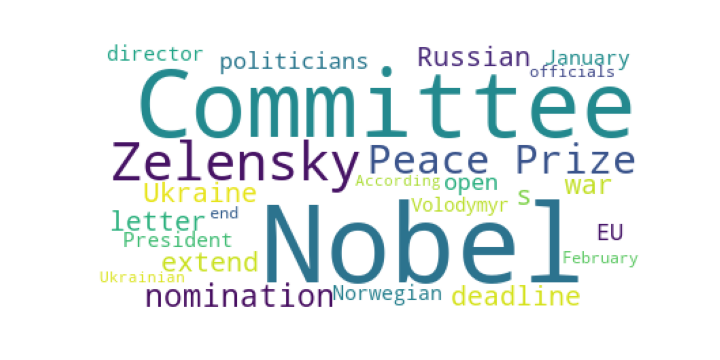 director politicians Russian January
officials
Committee
Zelensky Peace Prize
According open war
Ukraine Volodymyr s
letter end Nobel EU
President
extend February
Ukrainian
nomination Norwegian deadline